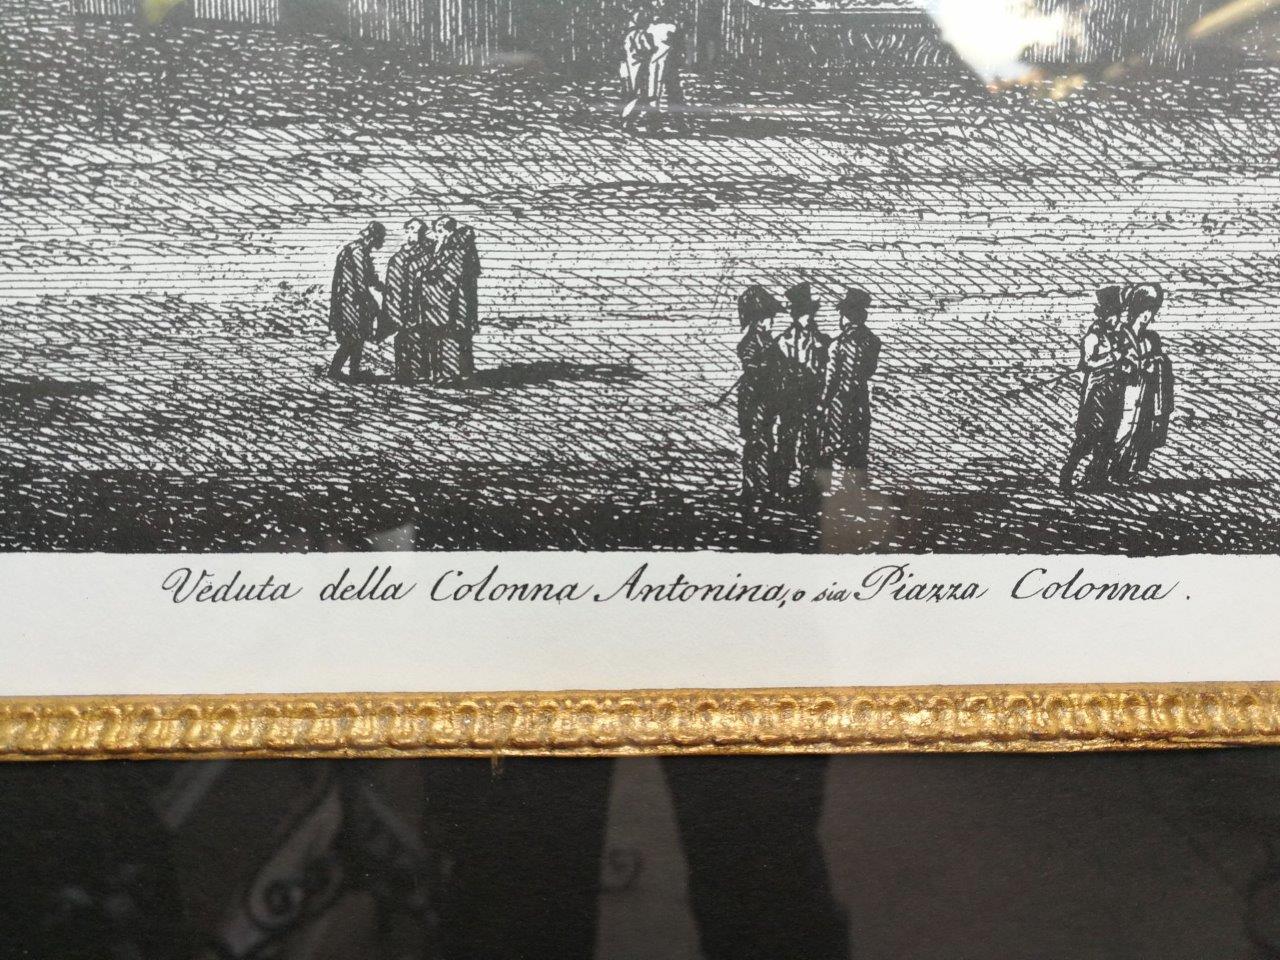 Veduta della Colonna Antonina, o sia Piazza Colonna.